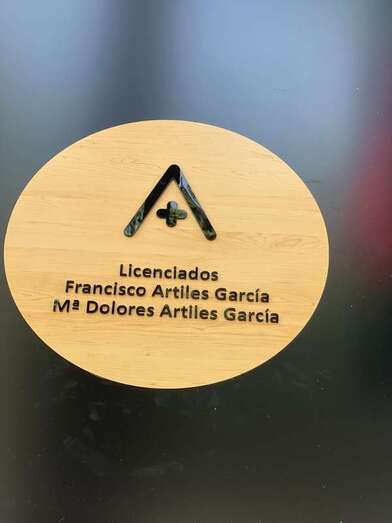 Licenciados
Francisco Artiles García
Mª Dolores Artiles García